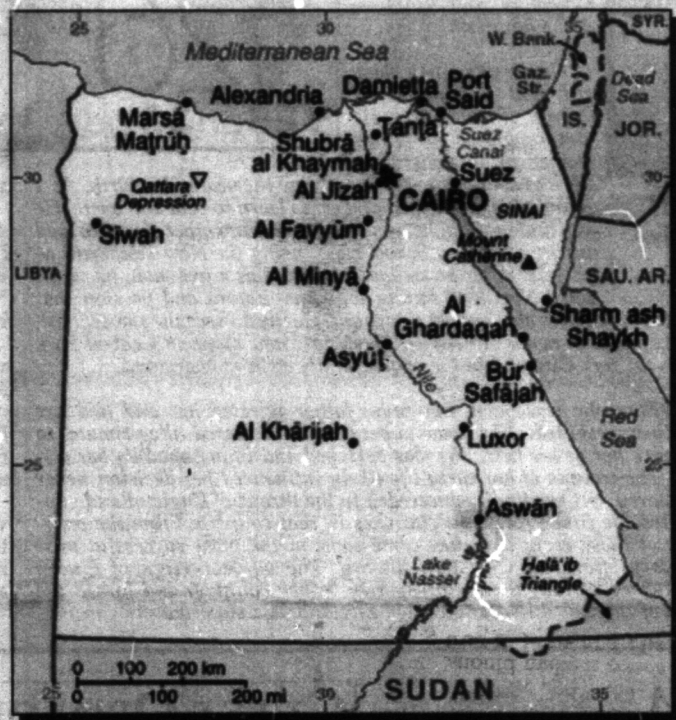 25
30
35
SYR.
Mediterranean Sea
W. Bank
Gaz.
Str.
Dead
Sea
IS.
JOR.
Alexandria
Damietta
Port
Said
Marsá
Maţrūḩ
Ţanţā
Shubrā
al Khaymah
Suez
Canal
30
Qattara
Depression
Al Jīzah
Suez
30
CAIRO
SINAI
Sīwah
Al Fayyūm
Mount
Catherine
LIBYA
Al Minyā
SAU. AR.
Al
Ghardaqah
Sharm ash
Shaykh
Asyūţ
Nile
Būr
Safājah
Red
Sea
Al Khārijah
Luxor
25
25
Aswān
Lake
Nasser
Ḩalā'ib
Triangle
0 100 200 km
0 100 200 mi
25
30
SUDAN
35